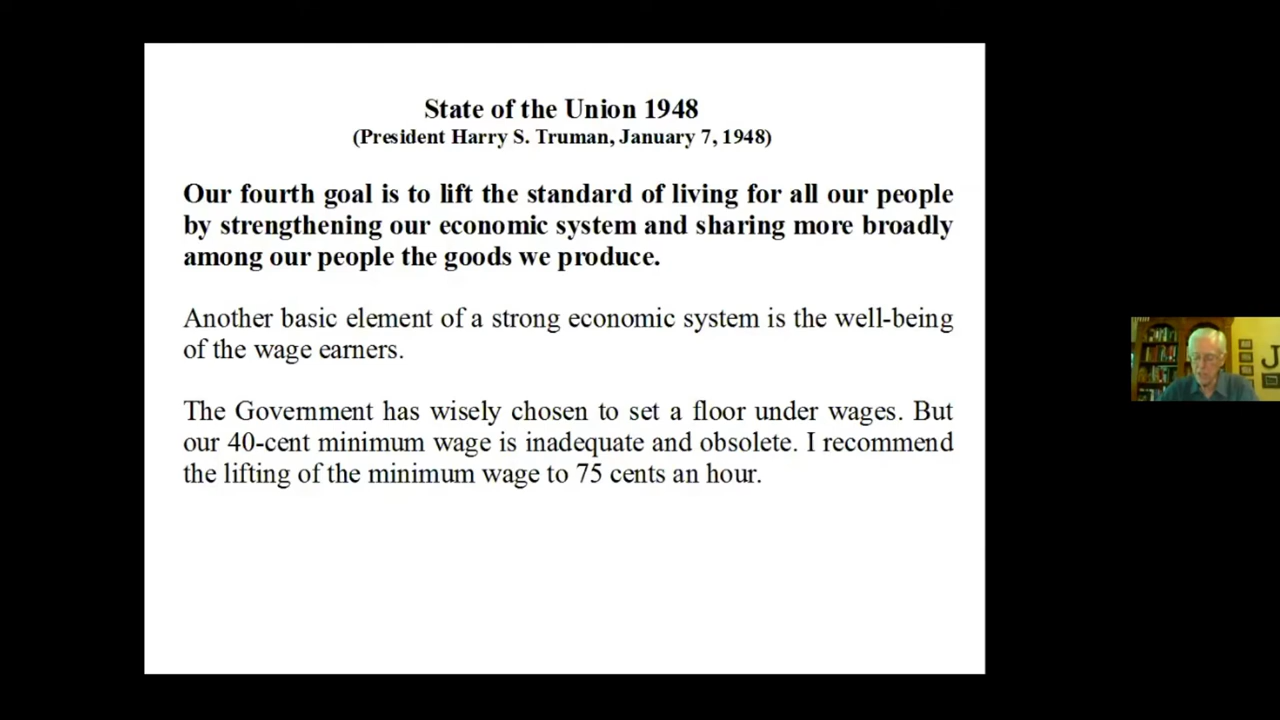 State of the Union 1948
(President Harry S. Truman, January 7, 1948)
Our fourth goal is to lift the standard of living for all our people
by strengthening our economic system and sharing more broadly
among our people the goods we produce.
Another basic element of a strong economic system is the well-being
of the wage earners.
The Government has wisely chosen to set a floor under wages. But
our 40-cent minimum wage is inadequate and obsolete. I recommend
the lifting of the minimum wage to 75 cents an hour.
J